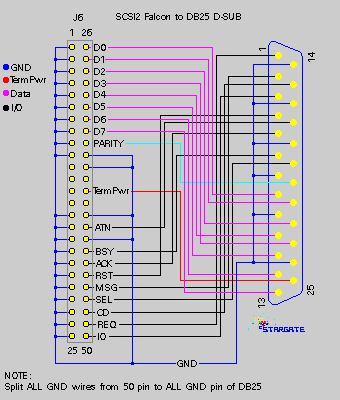 J6 SCSI2 Falcon to DB25 D-SUB
1 26
1
14
GND
TermPwr
Data
I/O
D0
D1
D2
D3
D4
D5
D6
D7
PARITY
TermPwr
ATN
BSY
ACK
RST
MSG
SEL
CD
REQ
IO
25 50
13
25
STARGATE
GND
NOTE:
Split ALL GND wires from 50 pin to ALL GND pin of DB25